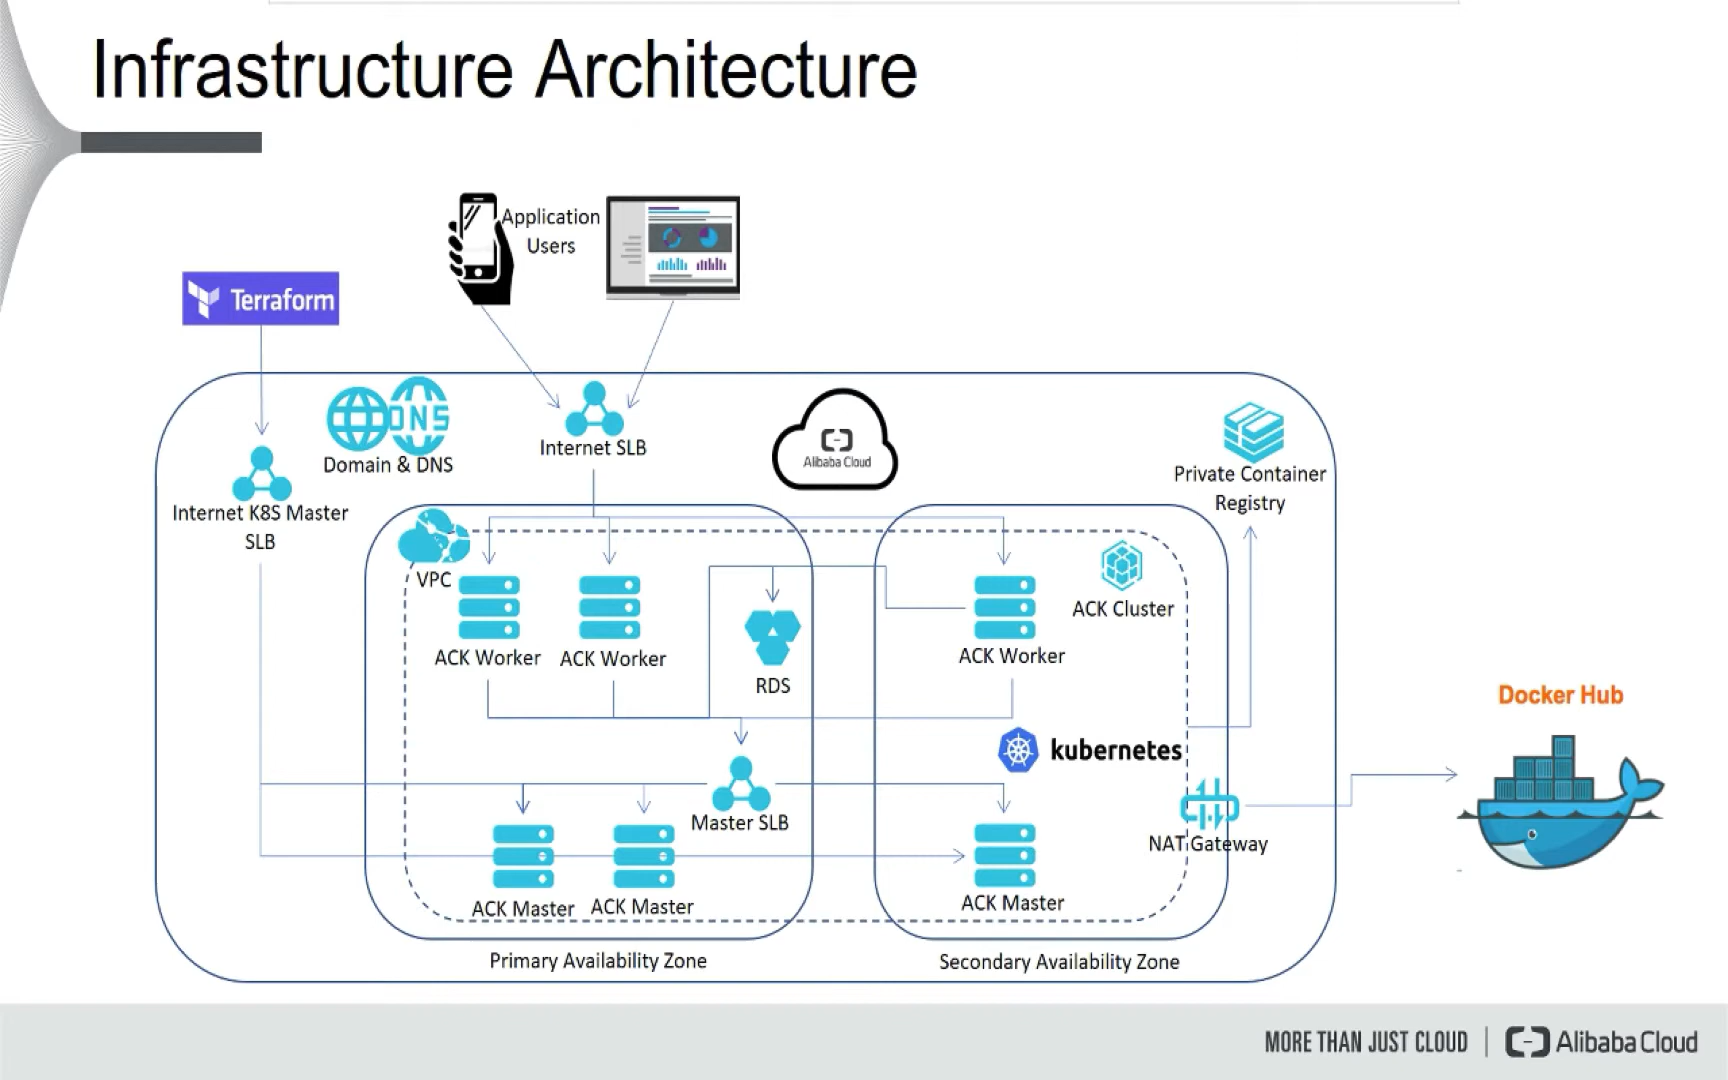 Infrastructure Architecture
Application
Users
Terraform
DNS
Domain & DNS
Internet SLB
Alibaba Cloud
Private Container
Registry
Internet K8S Master
SLB
VPC
ACK Cluster
ACK Worker
ACK Worker
ACK Worker
RDS
Docker Hub
kubernetes
Master SLB
NAT Gateway
ACK Master
ACK Master
ACK Master
Primary Availability Zone
Secondary Availability Zone
MORE THAN JUST CLOUD | Alibaba Cloud